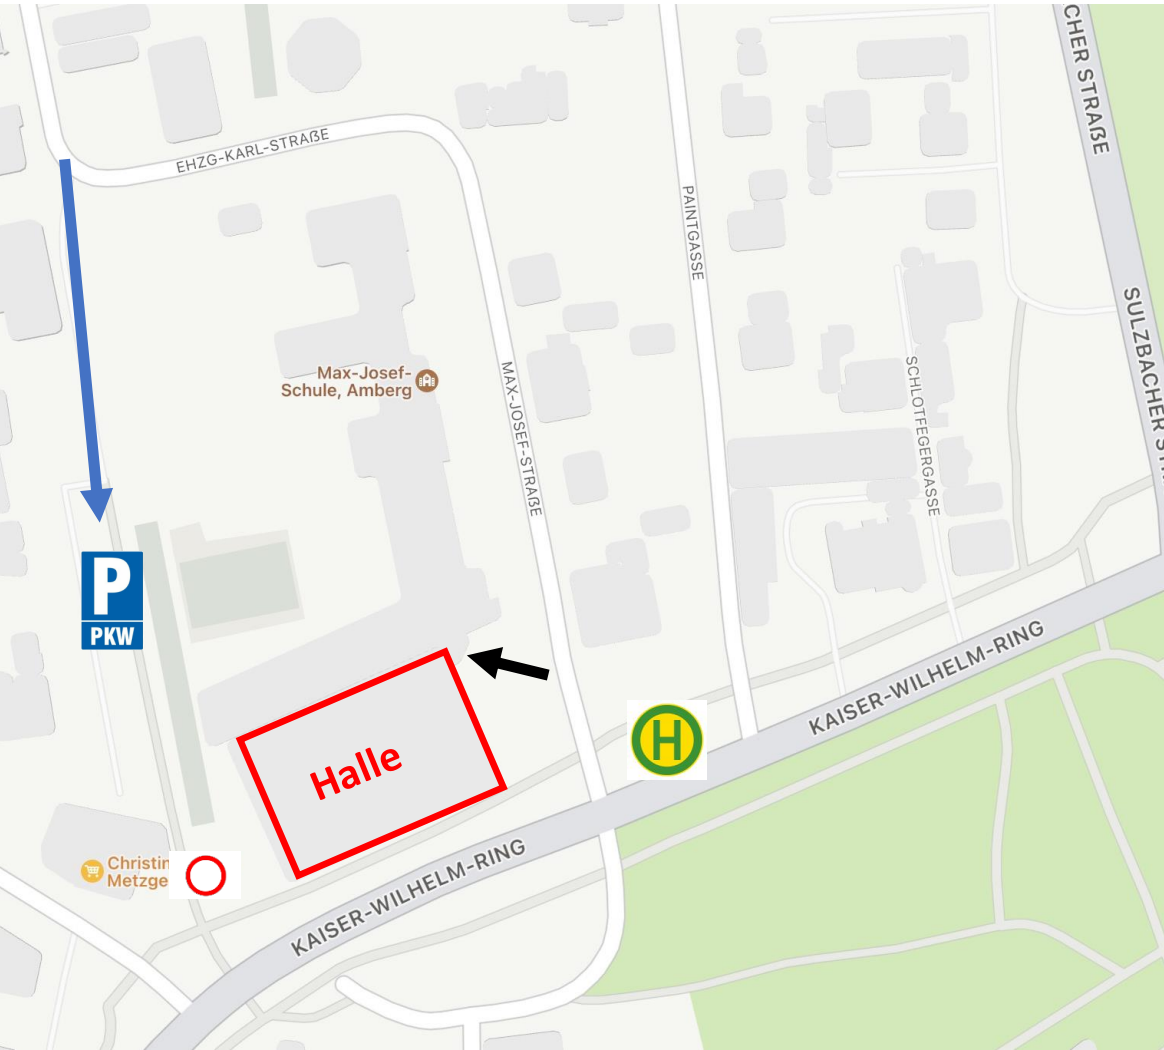 CHER STRAßE
EHZG-KARL-STRAßE
PAINTGASSE
SULZBACHER
Max-Josef-
Schule, Amberg
MAX-JOSEF-STRAßE
SCHLOTFEGERGASSE
P
PKW
KAISER-WILHELM-RING
H
Halle
Christin
Metzge
KAISER-WILHELM-RING